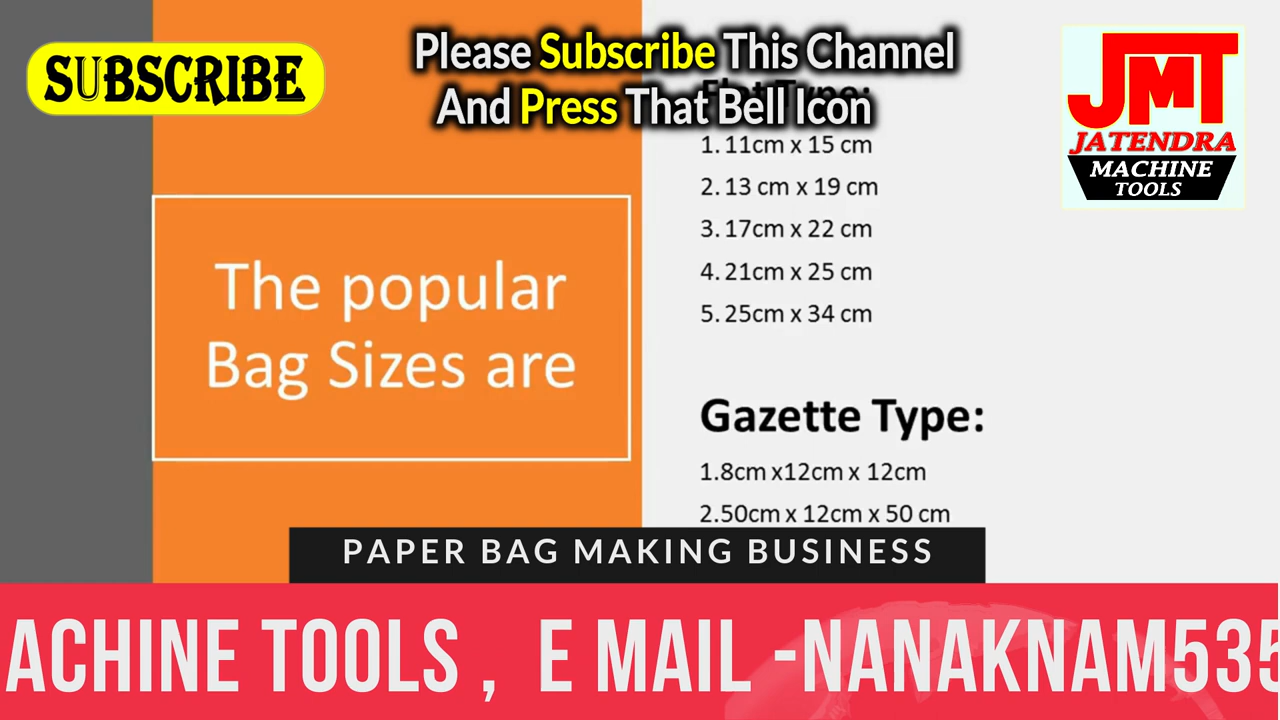 SUBSCRIBE
Please Subscribe This Channel
And Press That Bell Icon
JMT
JATENDRA
MACHINE
TOOLS
1. 11cm x 15 cm
2. 13 cm x 19 cm
3. 17cm x 22 cm
4. 21cm x 25 cm
5. 25cm x 34 cm
The popular
Bag Sizes are
Gazette Type:
1.8cm x12cm x 12cm
2.50cm x 12cm x 50 cm
PAPER BAG MAKING BUSINESS
ACHINE TOOLS , E MAIL -NANAKNAM535